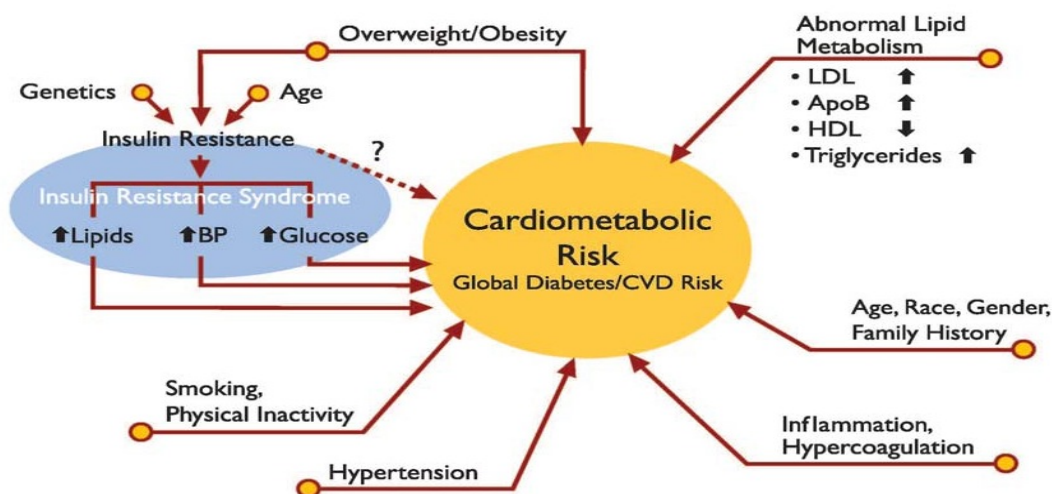 Overweight/Obesity
Genetics
Age
Insulin Resistance
?
Insulin Resistance Syndrome
⬆Lipids ⬆BP ⬆Glucose
Abnormal Lipid
Metabolism
• LDL ⬆
• ApoB ⬆
• HDL ⬇
• Triglycerides ⬆
Cardiometabolic
Risk
Global Diabetes/CVD Risk
Age, Race, Gender,
Family History
Smoking,
Physical Inactivity
Hypertension
Inflammation,
Hypercoagulation